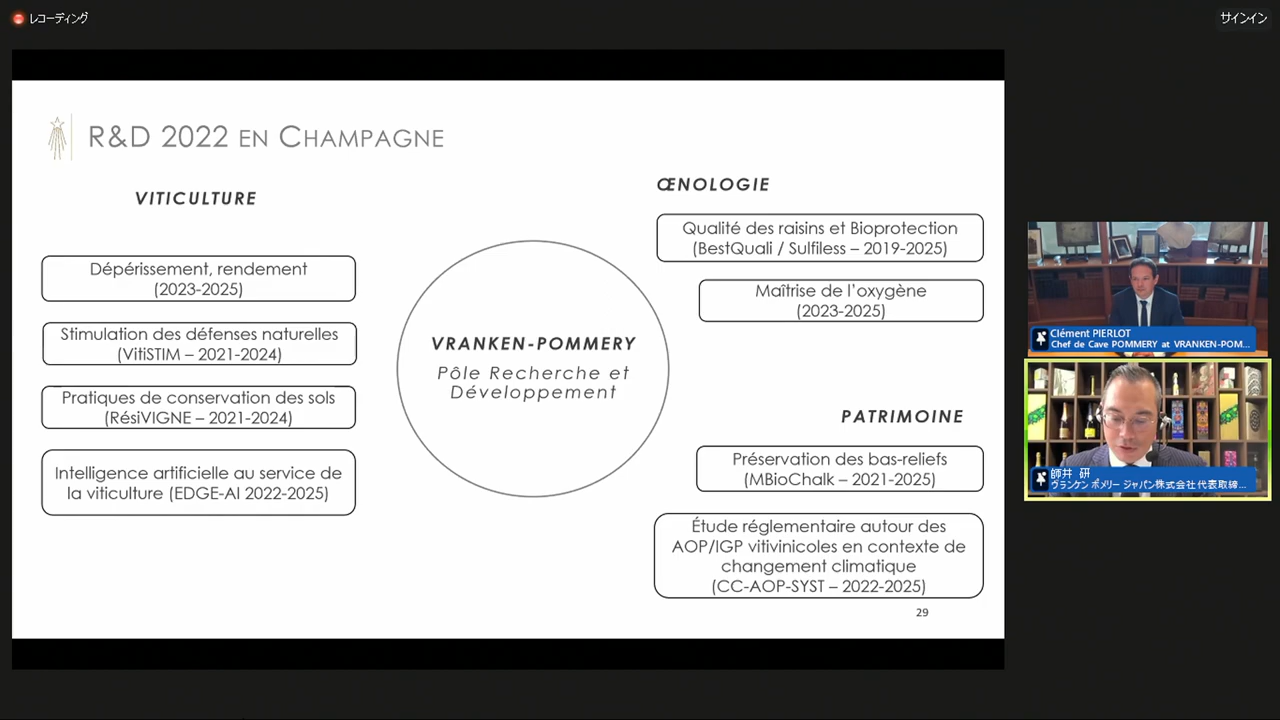 レコーディング
サインイン
R&D 2022 EN CHAMPAGNE
VITICULTURE
Dépérissement, rendement
(2023-2025)
Stimulation des défenses naturelles
(VitiSTIM – 2021-2024)
Pratiques de conservation des sols
(RésiVIGNE – 2021-2024)
Intelligence artificielle au service de
la viticulture (EDGE-AI 2022-2025)
VRANKEN-POMMERY
Pôle Recherche et
Développement
ŒNOLOGIE
Qualité des raisins et Bioprotection
(BestQuali / Sulfiless – 2019-2025)
Maîtrise de l’oxygène
(2023-2025)
PATRIMOINE
Préservation des bas-reliefs
(MBioChalk – 2021-2025)
Étude réglementaire autour des
AOP/IGP vitivinicoles en contexte de
changement climatique
(CC-AOP-SYST – 2022-2025)
29
Clément PIERLOT
Chef de Cave POMMERY at VRANKEN-POM...
師井 研
ヴランケン ポメリー ジャパン株式会社 代表取締...